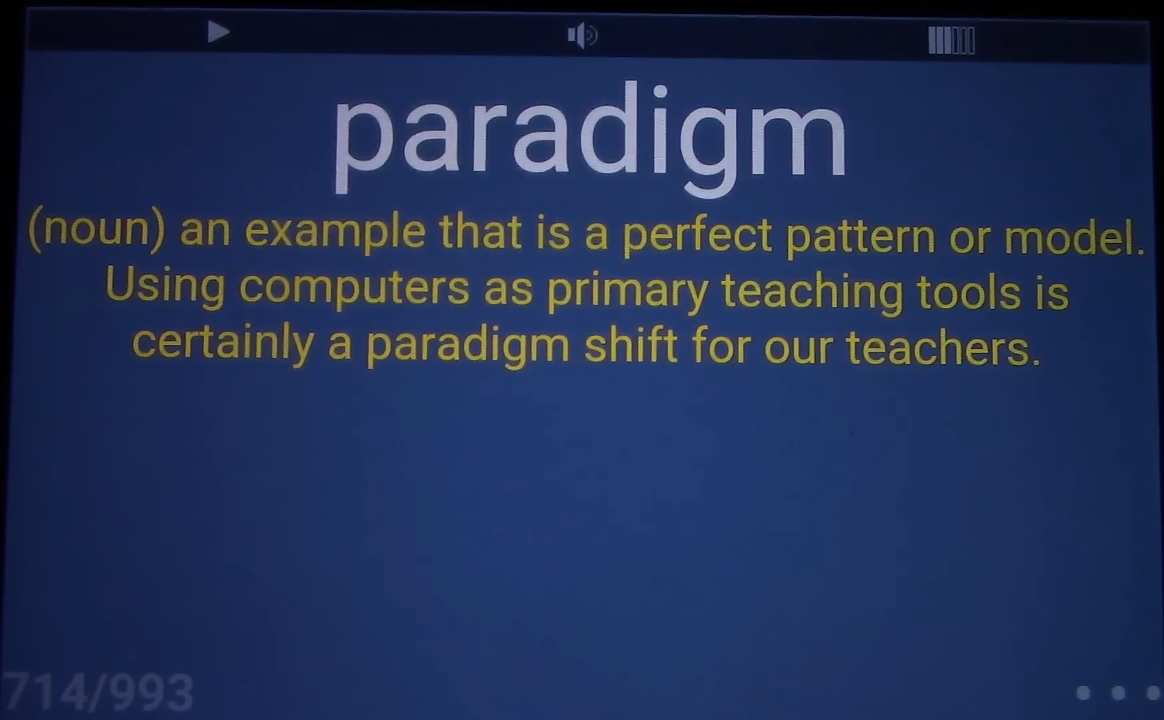 paradigm
(noun) an example that is a perfect pattern or model.
Using computers as primary teaching tools is
certainly a paradigm shift for our teachers.
714/993